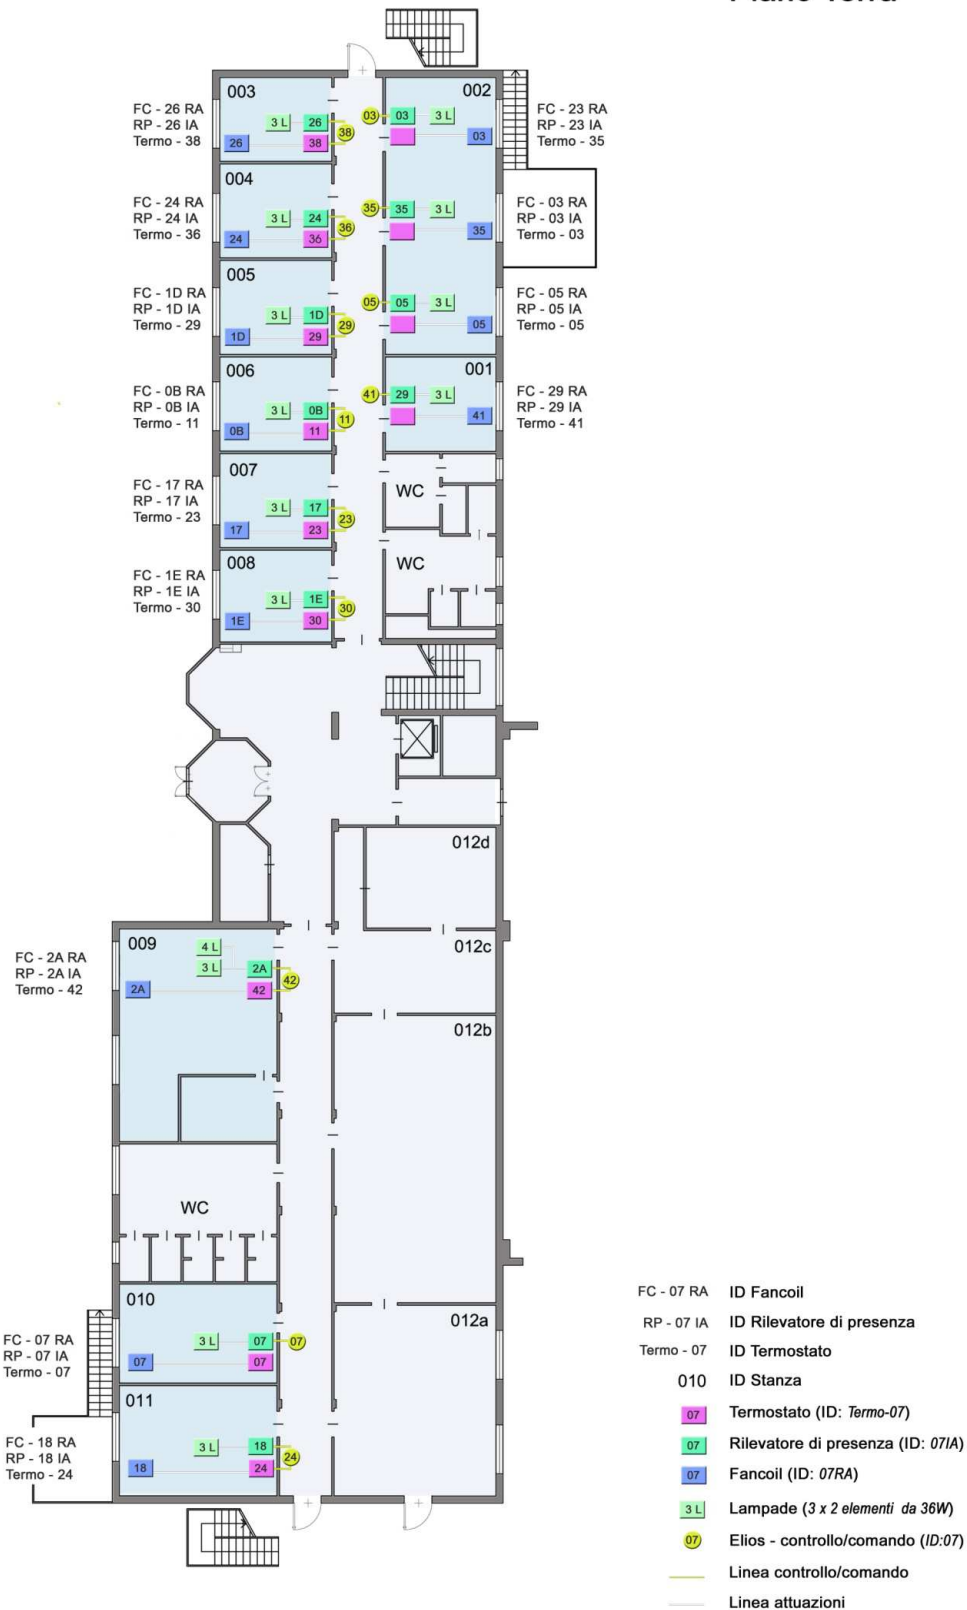 Piano Terra
003
FC - 26 RA
RP - 26 IA
Termo - 38
3 L
26
38
26
38
002
03
03
3 L
03
FC - 23 RA
RP - 23 IA
Termo - 35
004
FC - 24 RA
RP - 24 IA
Termo - 36
3 L
24
36
24
36
35
35
3 L
35
FC - 03 RA
RP - 03 IA
Termo - 03
005
FC - 1D RA
RP - 1D IA
Termo - 29
3 L
1D
29
1D
29
05
05
3 L
05
FC - 05 RA
RP - 05 IA
Termo - 05
006
FC - 0B RA
RP - 0B IA
Termo - 11
3 L
0B
11
0B
11
001
41
29
3 L
41
FC - 29 RA
RP - 29 IA
Termo - 41
007
FC - 17 RA
RP - 17 IA
Termo - 23
3 L
17
23
17
23
WC
008
FC - 1E RA
RP - 1E IA
Termo - 30
3 L
1E
30
1E
30
WC
012d
009
4 L
3 L
2A
42
2A
42
FC - 2A RA
RP - 2A IA
Termo - 42
012c
012b
WC
010
3 L
07
07
07
07
FC - 07 RA
RP - 07 IA
Termo - 07
012a
011
3 L
18
24
18
24
FC - 18 RA
RP - 18 IA
Termo - 24
FC - 07 RA ID Fancoil
RP - 07 IA ID Rilevatore di presenza
Termo - 07 ID Termostato
010 ID Stanza
07 Termostato (ID: Termo-07)
07 Rilevatore di presenza (ID: 07IA)
07 Fancoil (ID: 07RA)
3 L Lampade (3 x 2 elementi da 36W)
07 Elios - controllo/comando (ID:07)
Linea controllo/comando
Linea attuazioni